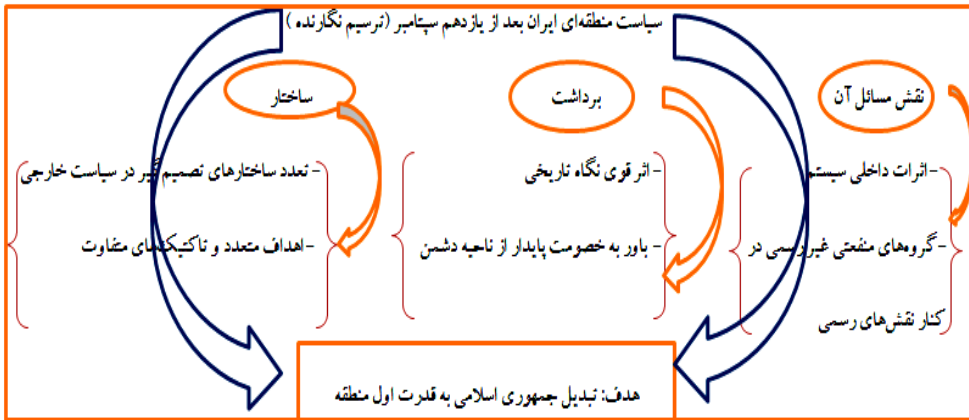 سیاست منطقه‌ای ایران بعد از یازدهم سپتامبر (ترسیم نگارنده )
نقش مسائل آن
برداشت
ساختار
- اثرات داخلی سیستم
- گروه‌های منفعتی غیر رسمی در
کنار نقش‌های رسمی
- اثر قوی نگاه تاریخی
- باور به خصومت پایدار از ناحیه دشمن
- تعدد ساختارهای تصمیم گیر در سیاست خارجی
- اهداف متعدد و تاکتیک‌های متفاوت
هدف: تبدیل جمهوری اسلامی به قدرت اول منطقه